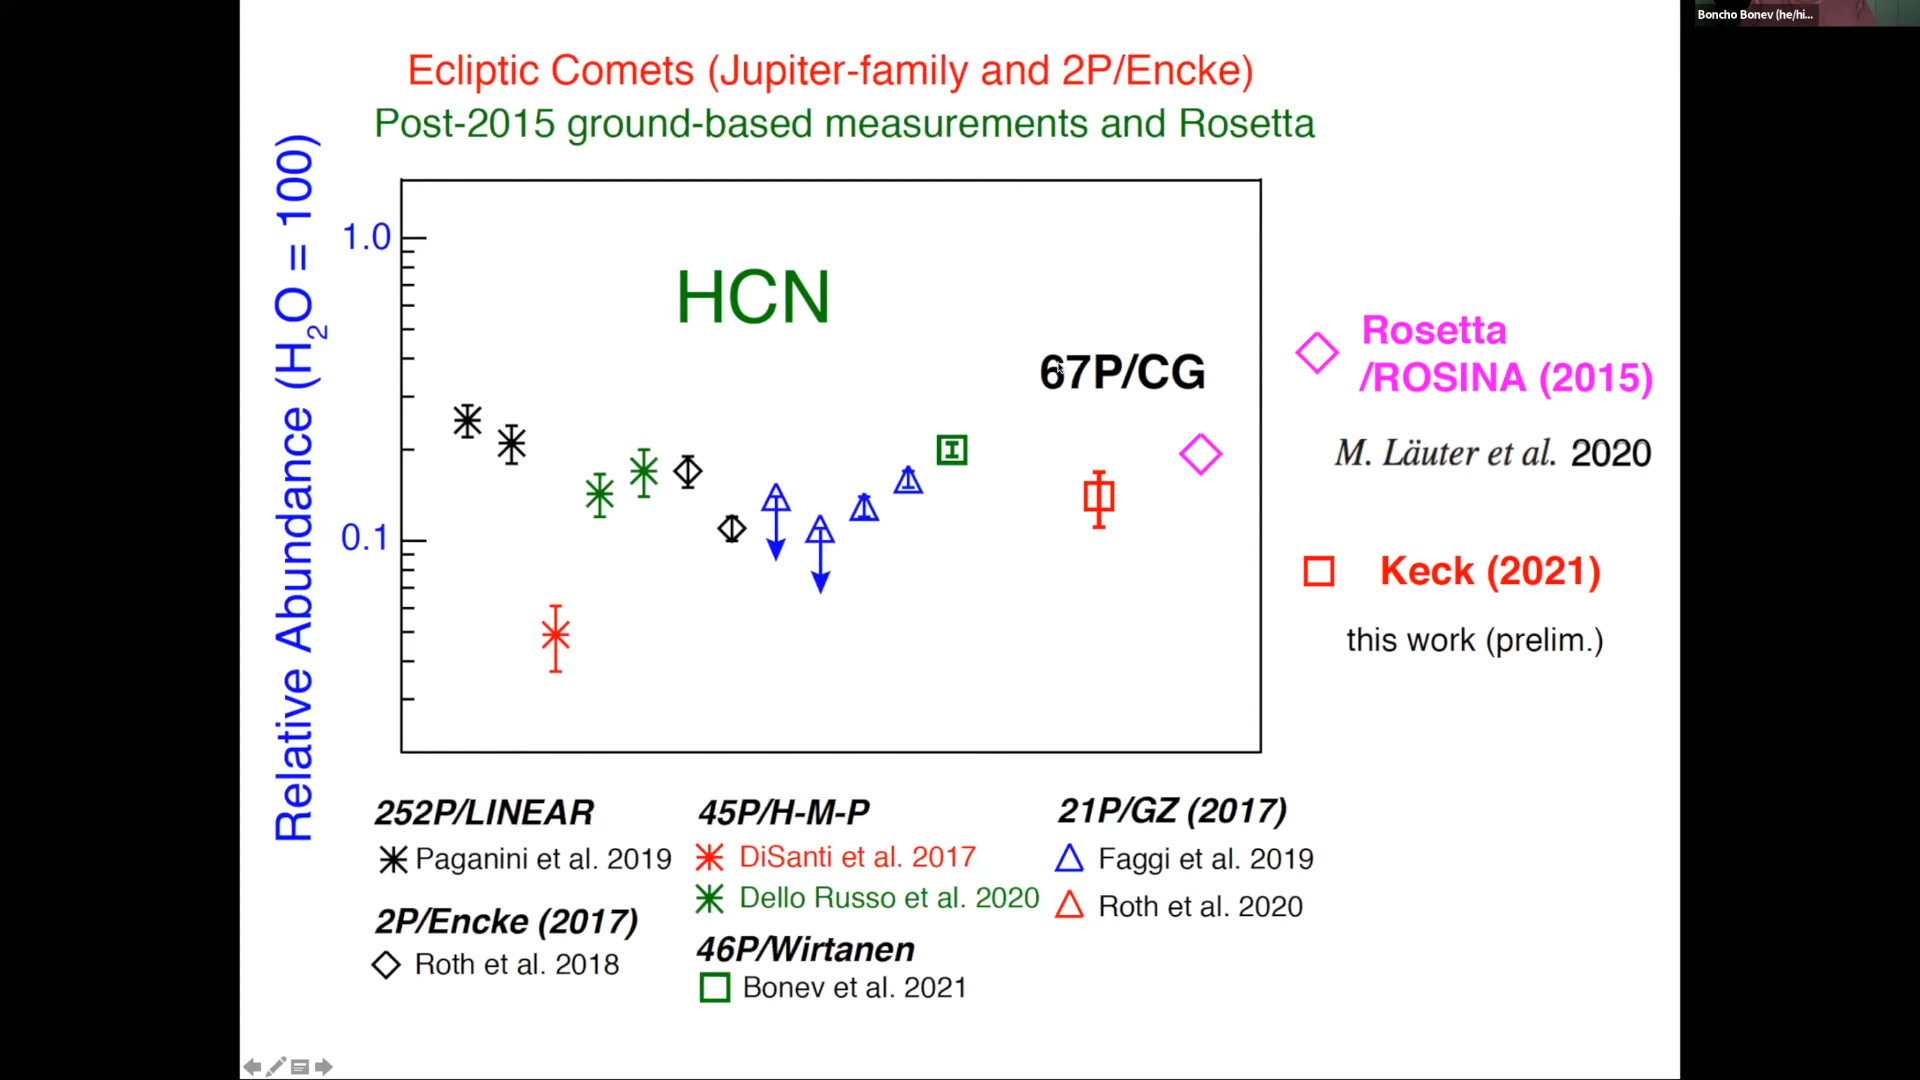 Boncho Bonev (he/hi...
Ecliptic Comets (Jupiter-family and 2P/Encke)
Post-2015 ground-based measurements and Rosetta
Relative Abundance (H₂O = 100)
1.0
0.1
HCN
67P/CG
Rosetta
/ROSINA (2015)
M. Läuter et al. 2020
Keck (2021)
this work (prelim.)
252P/LINEAR
Paganini et al. 2019
2P/Encke (2017)
Roth et al. 2018
45P/H-M-P
DiSanti et al. 2017
Dello Russo et al. 2020
46P/Wirtanen
Bonev et al. 2021
21P/GZ (2017)
Faggi et al. 2019
Roth et al. 2020